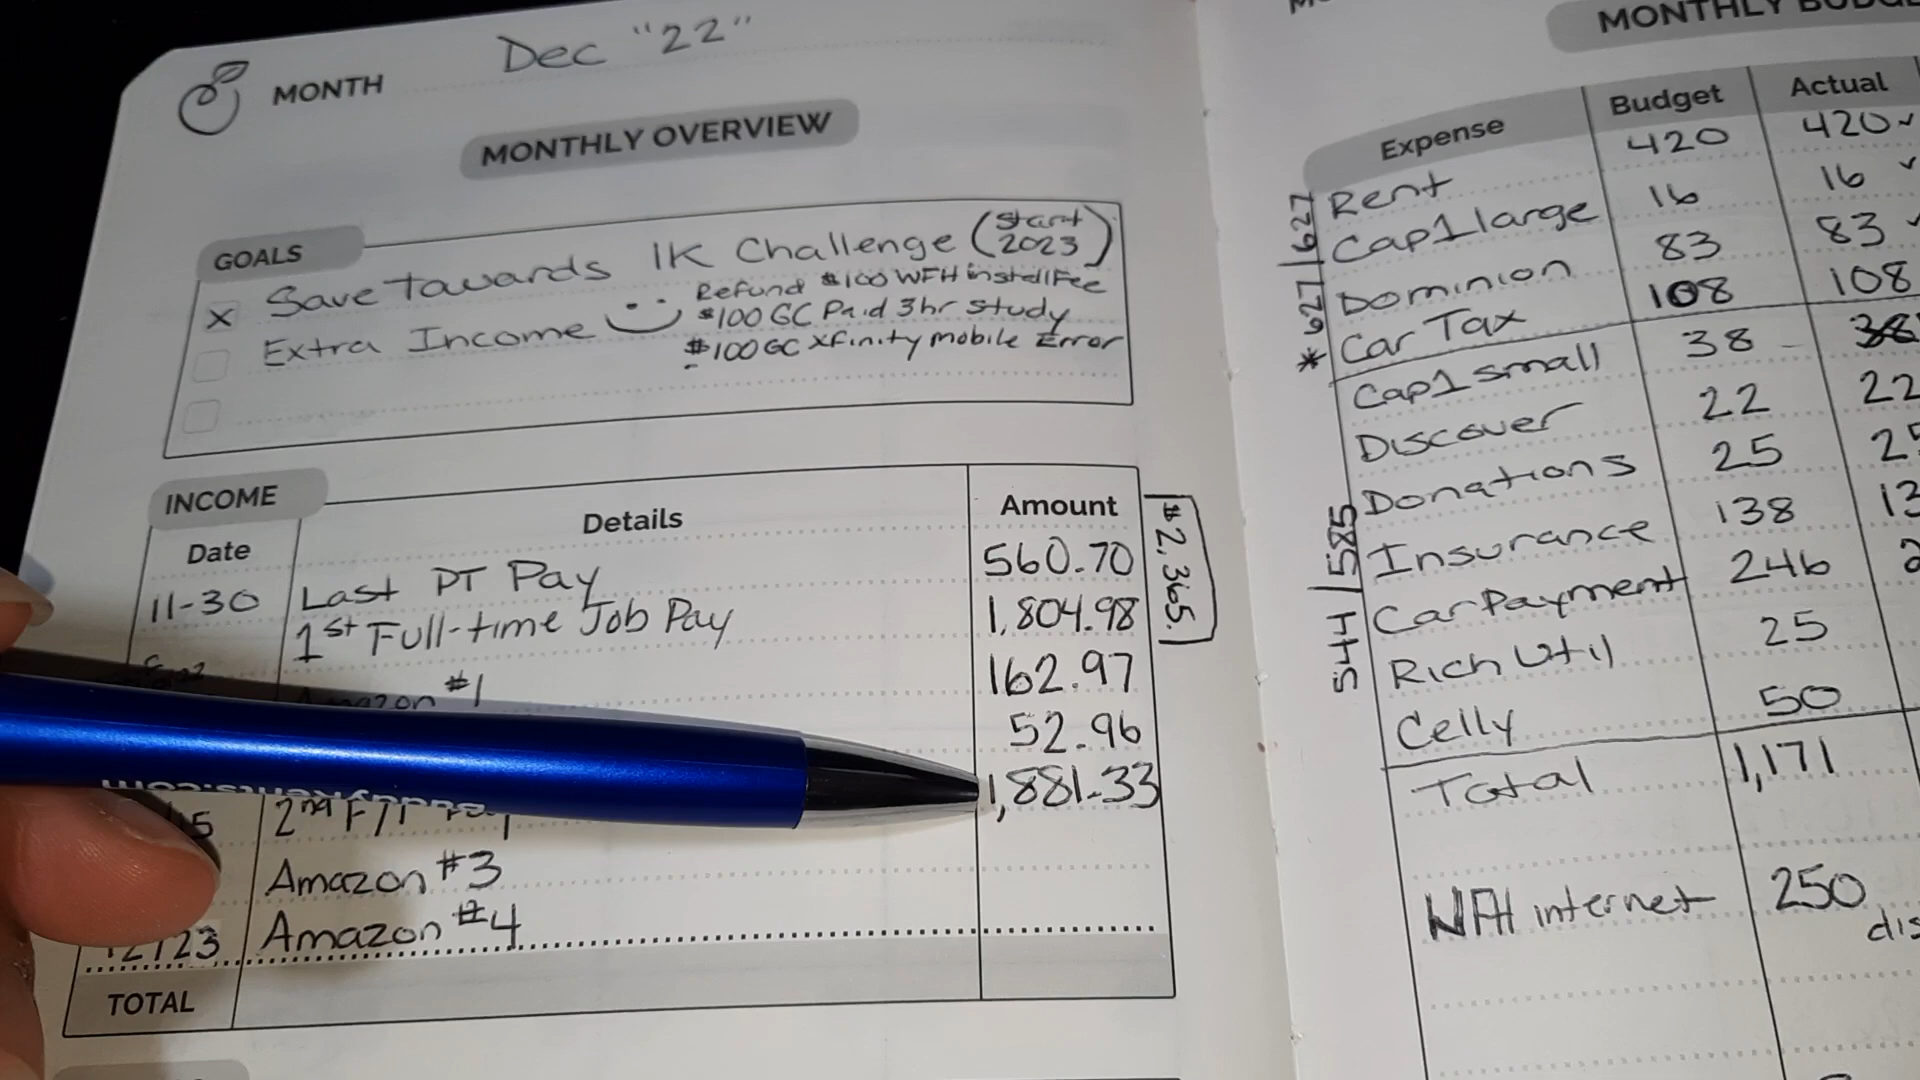 MONTH Dec "22"
MONTHLY OVERVIEW
GOALS
X Save towards 1K Challenge (Start 2023)
Extra Income Refund $100 WFH install Fee
$100 GC Paid 3hr Study
$100 GC Xfinity mobile Error
INCOME
Date Details Amount
11-30 Last PT Pay 560.70
1st Full-time Job Pay 1,804.98
Amazon #1 162.97
52.96
15 2nd F/T Pay 1,881.33
Amazon #3
12/23 Amazon #4
TOTAL
$2,365.
MONTHLY
Expense Budget Actual
Rent 420 420
Cap1 large 16 16
Dominion 83 83
Car Tax 108 108
Cap1 small 38 38
Discover 22 22
Donations 25
Insurance 138
Car Payment 246
Rich Util 25
Celly 50
Total 1,171
WFH internet 250
* 627/627
544/585